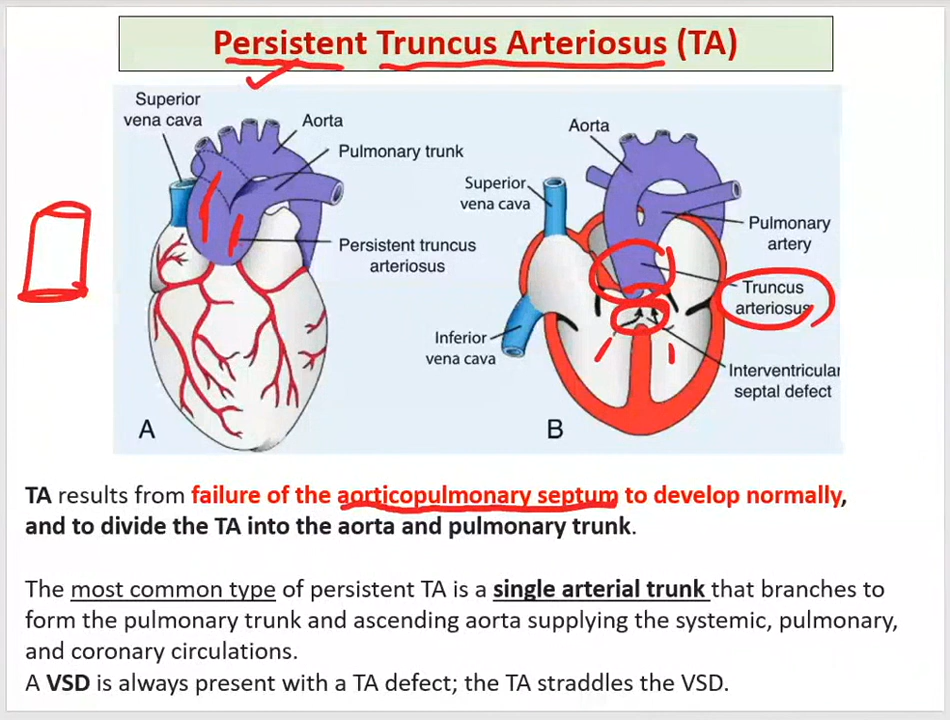 Persistent Truncus Arteriosus (TA)
Superior
vena cava
Aorta
Pulmonary trunk
Persistent truncus
arteriosus
A
Aorta
Superior
vena cava
Pulmonary
artery
Truncus
arteriosus
Inferior
vena cava
Interventricular
septal defect
B
TA results from failure of the aorticopulmonary septum to develop normally,
and to divide the TA into the aorta and pulmonary trunk.
The most common type of persistent TA is a single arterial trunk that branches to
form the pulmonary trunk and ascending aorta supplying the systemic, pulmonary,
and coronary circulations.
A VSD is always present with a TA defect; the TA straddles the VSD.